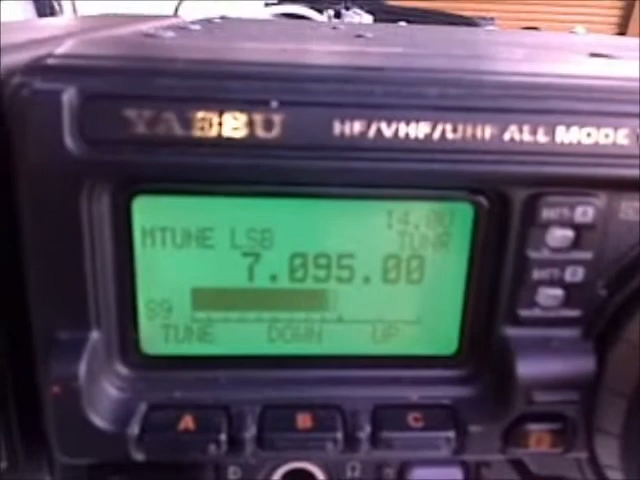 YAESU HF/VHF/UHF ALL MODE
14.00
MTUNE LSB TUNR
7.095.00
S9
TUNE DOWN UP
A B C D